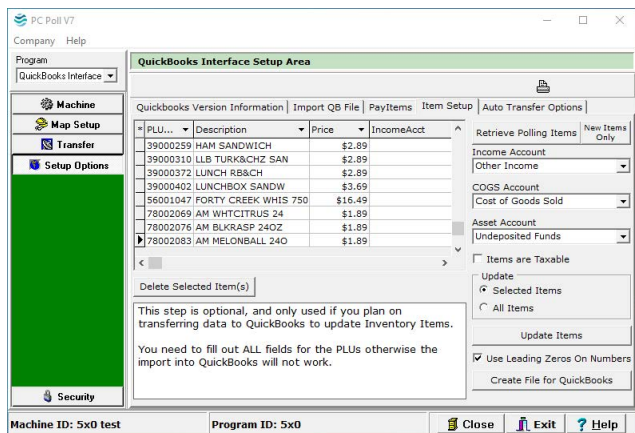 PC Poll V7
Company Help
Program
QuickBooks Interface
QuickBooks Interface Setup Area
Machine
Map Setup
Transfer
Setup Options
Security
Quickbooks Version Information Import QB File PayItems Item Setup Auto Transfer Options
* PLU... Description Price IncomeAcct
39000259 HAM SANDWICH $2.89
39000310 LLB TURK&CHZ SAN $2.89
39000372 LUNCH RB&CH $2.89
39000402 LUNCHBOX SANDW $3.69
56001047 FORTY CREEK WHIS 750 $16.49
78002069 AM WHTCITRUS 24 $1.89
78002076 AM BLKRASP 24OZ $1.89
78002083 AM MELONBALL 24O $1.89
Delete Selected Item(s)
This step is optional, and only used if you plan on
transferring data to QuickBooks to update Inventory Items.
You need to fill out ALL fields for the PLUs otherwise the
import into QuickBooks will not work.
Retrieve Polling Items
New Items
Only
Income Account
Other Income
COGS Account
Cost of Goods Sold
Asset Account
Undeposited Funds
Items are Taxable
Update
Selected Items
All Items
Update Items
Use Leading Zeros On Numbers
Create File for QuickBooks
Machine ID: 5x0 test Program ID: 5x0 Close Exit ? Help